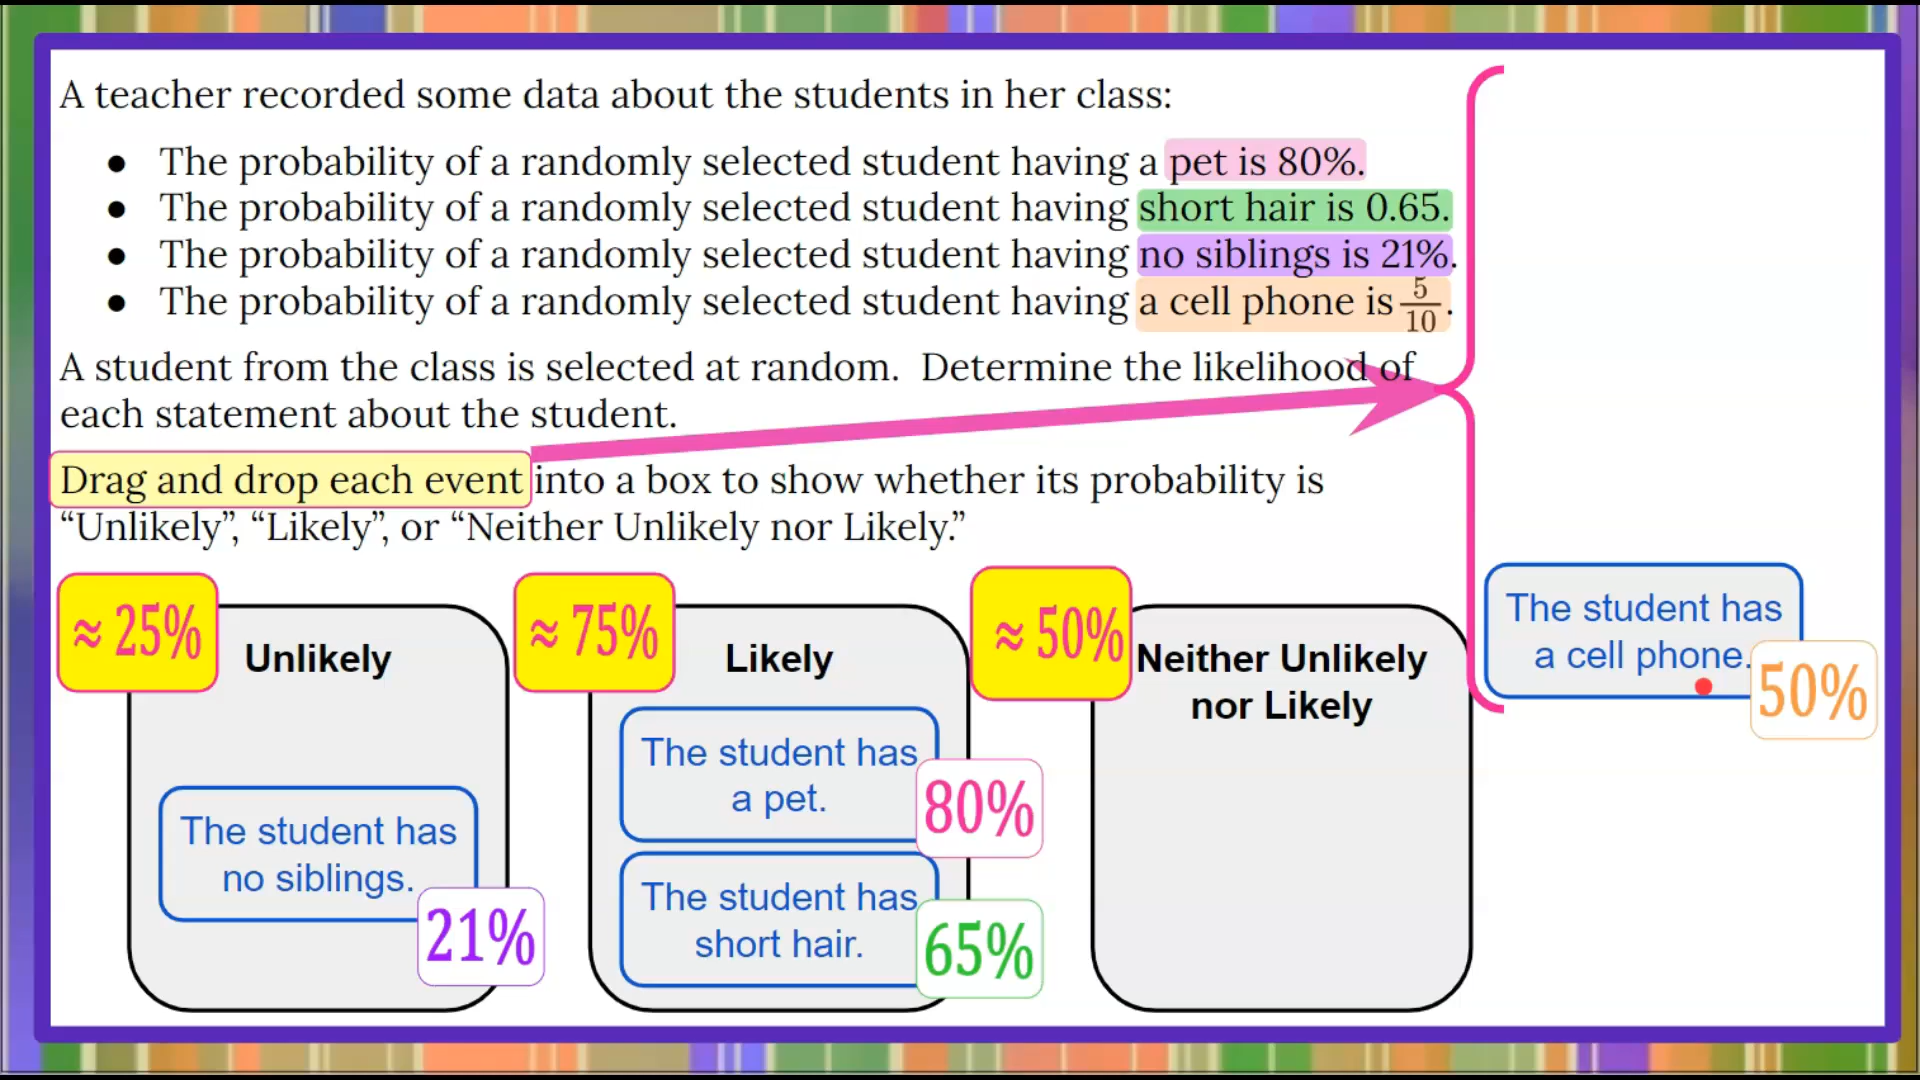 A teacher recorded some data about the students in her class:
● The probability of a randomly selected student having a pet is 80%.
● The probability of a randomly selected student having short hair is 0.65.
● The probability of a randomly selected student having no siblings is 21%.
● The probability of a randomly selected student having a cell phone is 5/10.
A student from the class is selected at random.  Determine the likelihood of
each statement about the student.
Drag and drop each event into a box to show whether its probability is
“Unlikely”, “Likely”, or “Neither Unlikely nor Likely.”
≈ 25%
Unlikely
The student has
no siblings.
21%
≈ 75%
Likely
The student has
a pet.
80%
The student has
short hair.
65%
≈ 50%
Neither Unlikely
nor Likely
The student has
a cell phone.
50%